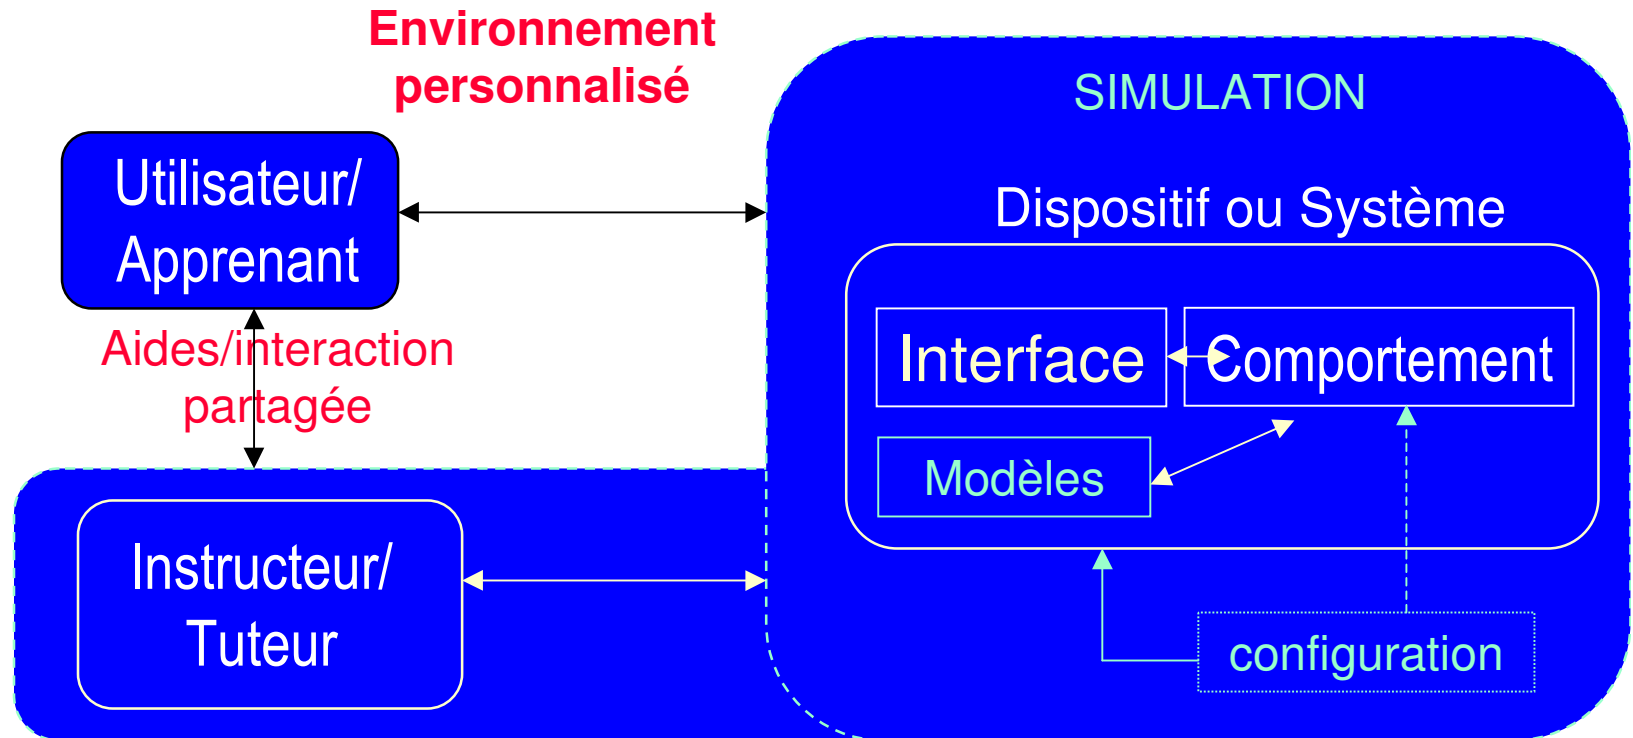 Environnement
personnalisé
SIMULATION
Utilisateur/
Apprenant
Dispositif ou Système
Aides/interaction
partagée
Interface
Comportement
Modèles
Instructeur/
Tuteur
configuration